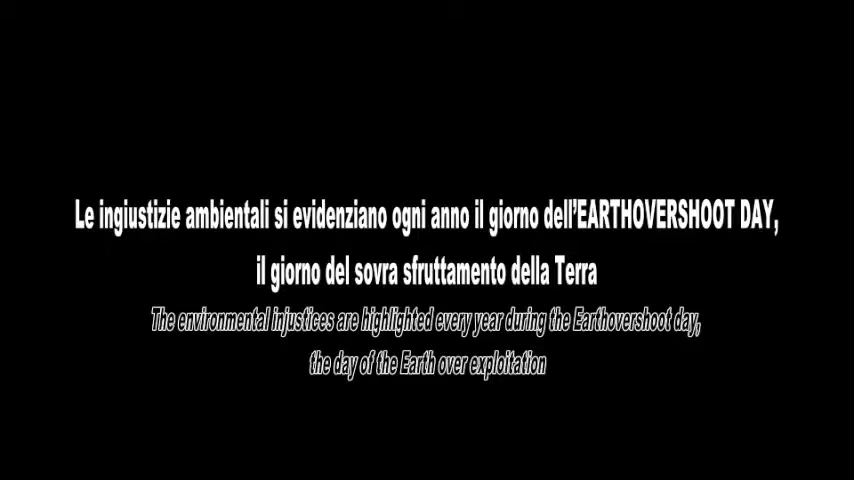 Le ingiustizie ambientali si evidenziano ogni anno il giorno dell'EARTHOVERSHOOT DAY,
il giorno del sovra sfruttamento della Terra
The environmental injustices are highlighted every year during the Earthovershoot day,
the day of the Earth over exploitation